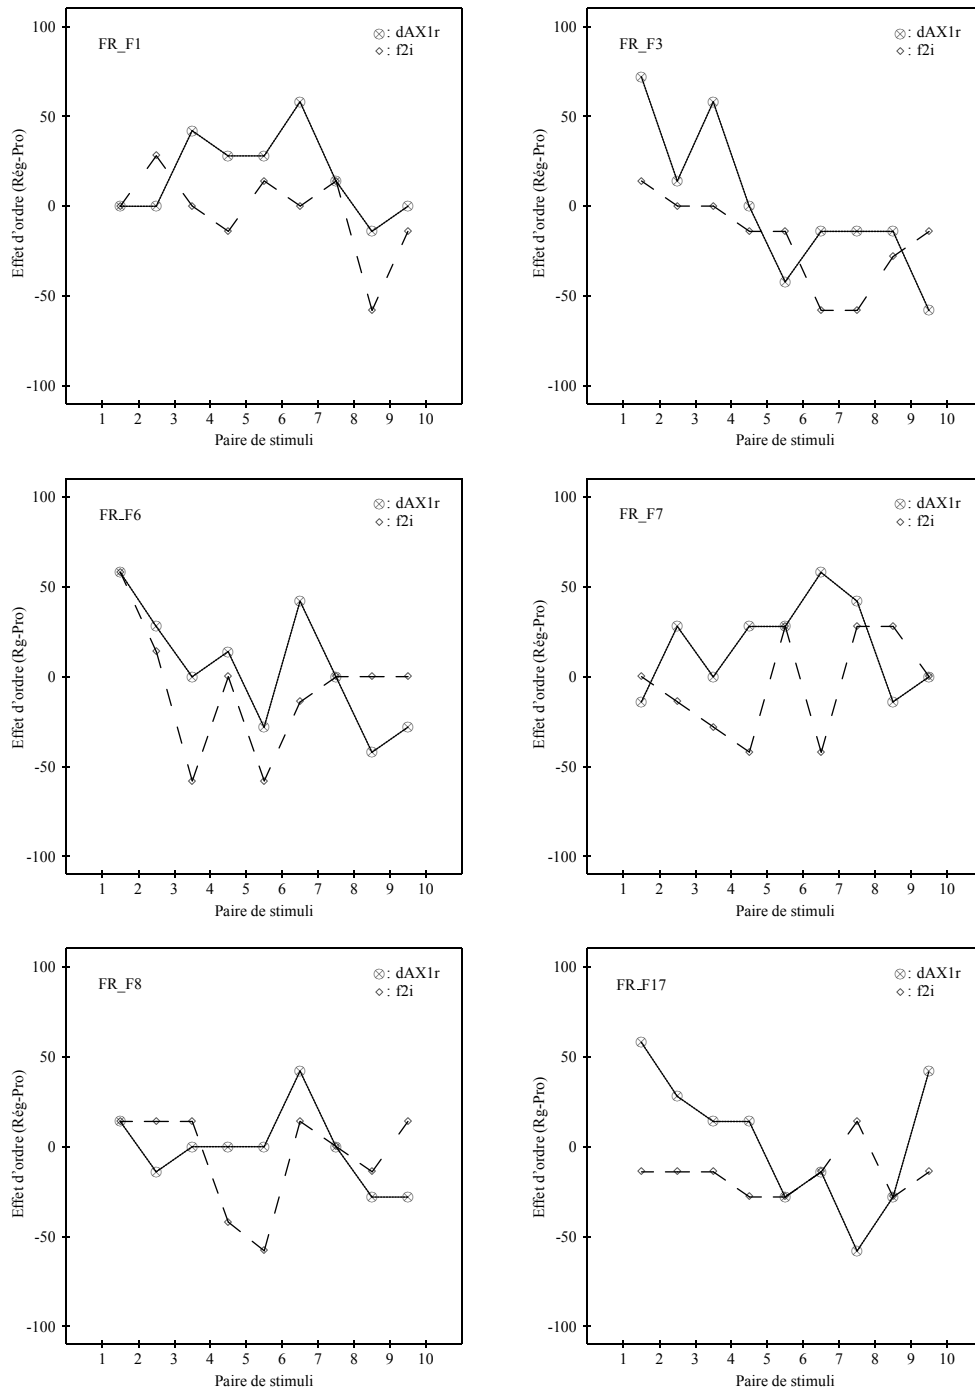 FR_F1
⊗: dAX1r
◇: f2i
Effet d'ordre (Rég-Pro)
100
50
0
-50
-100
1 2 3 4 5 6 7 8 9 10
Paire de stimuli
FR_F3
⊗: dAX1r
◇: f2i
Effet d'ordre (Rég-Pro)
100
50
0
-50
-100
1 2 3 4 5 6 7 8 9 10
Paire de stimuli
FR_F6
⊗: dAX1r
◇: f2i
Effet d'ordre (Rg-Pro)
100
50
0
-50
-100
1 2 3 4 5 6 7 8 9 10
Paire de stimuli
FR_F7
⊗: dAX1r
◇: f2i
Effet d'ordre (Rég-Pro)
100
50
0
-50
-100
1 2 3 4 5 6 7 8 9 10
Paire de stimuli
FR_F8
⊗: dAX1r
◇: f2i
Effet d'ordre (Rég-Pro)
100
50
0
-50
-100
1 2 3 4 5 6 7 8 9 10
Paire de stimuli
FR_F17
⊗: dAX1r
◇: f2i
Effet d'ordre (Rg-Pro)
100
50
0
-50
-100
1 2 3 4 5 6 7 8 9 10
Paire de stimuli